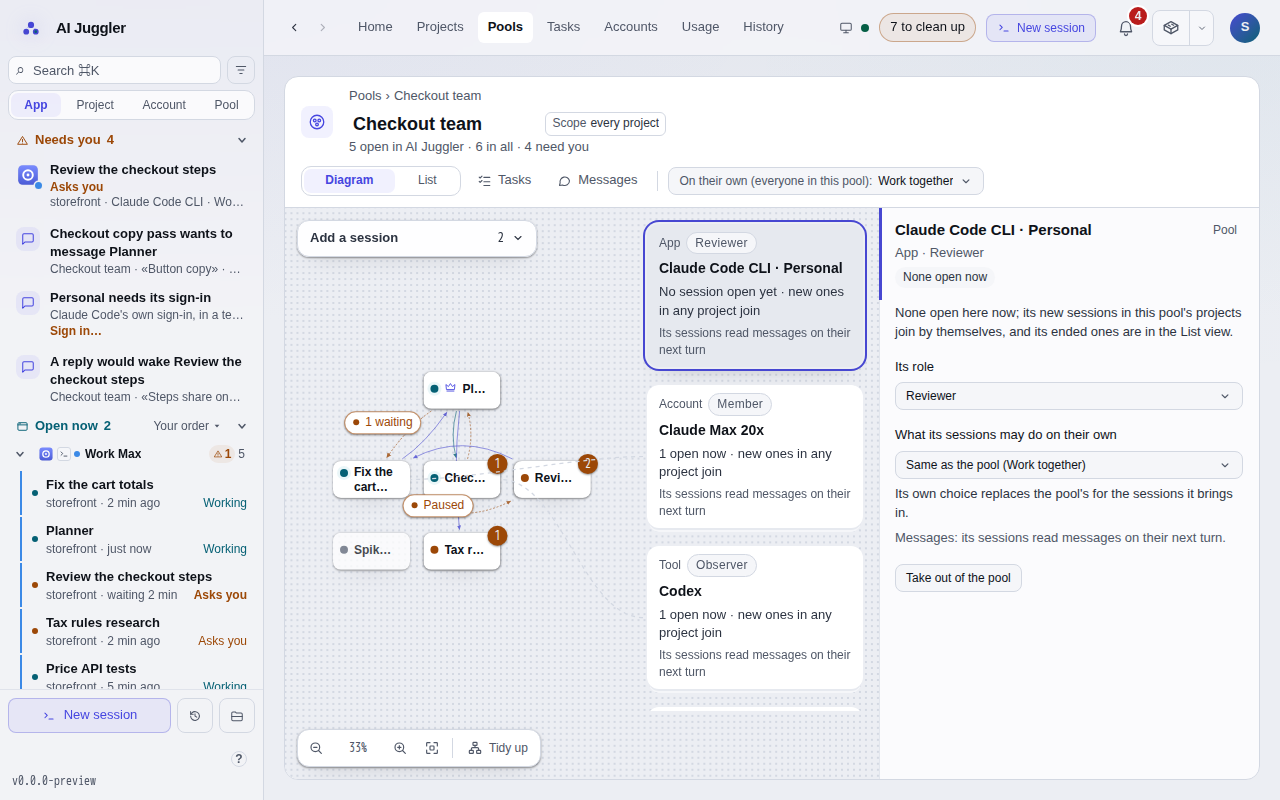 AI Juggler
Search ⌘K
App
Project
Account
Pool
Needs you 4
Review the checkout steps
Asks you
storefront · Claude Code CLI · Wo…
Checkout copy pass wants to
message Planner
Checkout team · «Button copy» · …
Personal needs its sign-in
Claude Code's own sign-in, in a te…
Sign in…
A reply would wake Review the
checkout steps
Checkout team · «Steps share on…
Open now 2
Your order
Work Max
1 5
Fix the cart totals
storefront · 2 min ago
Working
Planner
storefront · just now
Working
Review the checkout steps
storefront · waiting 2 min
Asks you
Tax rules research
storefront · 2 min ago
Asks you
Price API tests
storefront · 5 min ago
Working
New session
?
v0.0.0-preview
Home
Projects
Pools
Tasks
Accounts
Usage
History
7 to clean up
New session
4
S
Pools › Checkout team
Checkout team
Scope every project
5 open in AI Juggler · 6 in all · 4 need you
Diagram
List
Tasks
Messages
On their own (everyone in this pool): Work together
Add a session
2
Pl…
1 waiting
Fix the
cart…
Chec…
1
Revi…
2
Paused
Spik…
Tax r…
1
33%
Tidy up
App Reviewer
Claude Code CLI · Personal
No session open yet · new ones
in any project join
Its sessions read messages on their
next turn
Account Member
Claude Max 20x
1 open now · new ones in any
project join
Its sessions read messages on their
next turn
Tool Observer
Codex
1 open now · new ones in any
project join
Its sessions read messages on their
next turn
Claude Code CLI · Personal
Pool
App · Reviewer
None open now
None open here now; its new sessions in this pool's projects
join by themselves, and its ended ones are in the List view.
Its role
Reviewer
What its sessions may do on their own
Same as the pool (Work together)
Its own choice replaces the pool's for the sessions it brings
in.
Messages: its sessions read messages on their next turn.
Take out of the pool